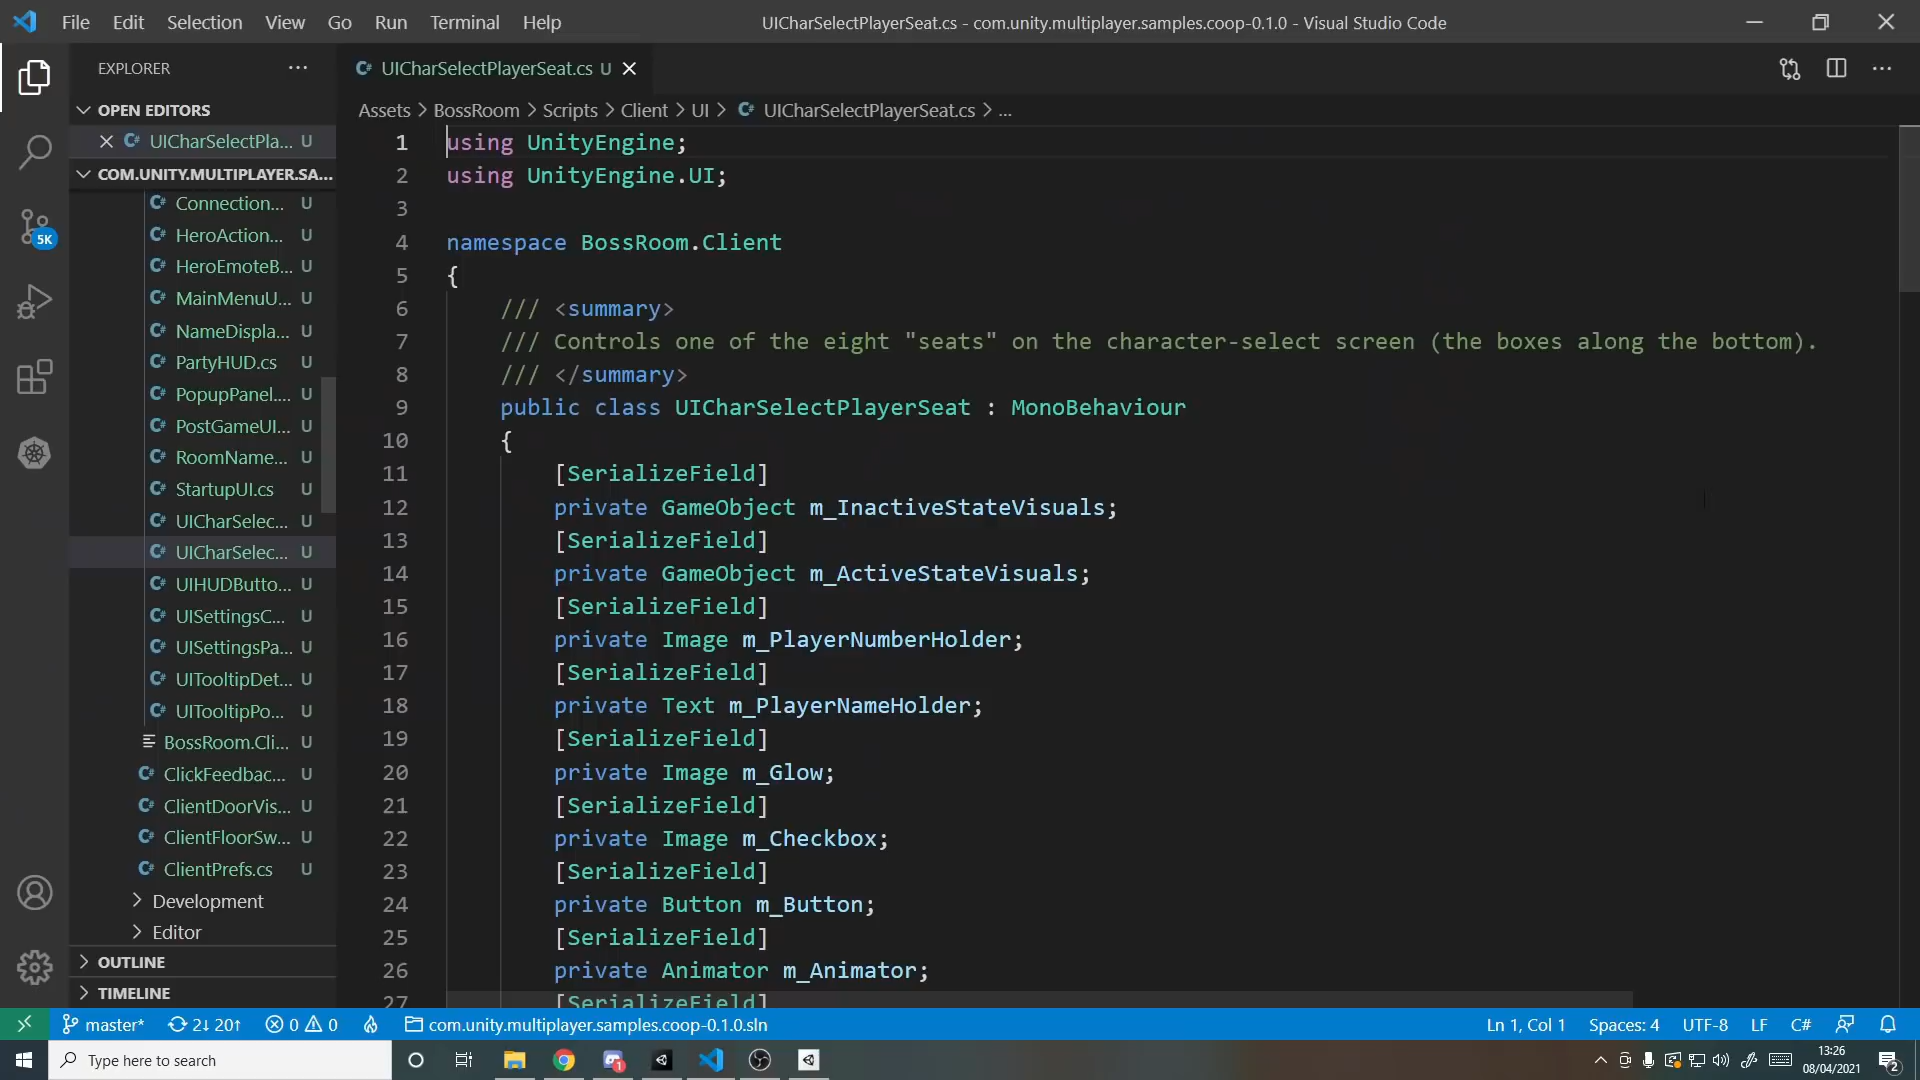 File Edit Selection View Go Run Terminal Help
UICharSelectPlayerSeat.cs - com.unity.multiplayer.samples.coop-0.1.0 - Visual Studio Code
EXPLORER
OPEN EDITORS
UICharSelectPla... U
COM.UNITY.MULTIPLAYER.SA...
Connection... U
HeroAction... U
HeroEmoteB... U
MainMenuU... U
NameDispla... U
PartyHUD.cs U
PopupPanel.... U
PostGameUI... U
RoomName... U
StartupUI.cs U
UICharSelec... U
UICharSelec... U
UIHUDButto... U
UISettingsC... U
UISettingsPa... U
UITooltipDet... U
UITooltipPo... U
BossRoom.Cli... U
ClickFeedbac... U
ClientDoorVis... U
ClientFloorSw... U
ClientPrefs.cs U
Development
Editor
OUTLINE
TIMELINE
5K
UICharSelectPlayerSeat.cs U
Assets > BossRoom > Scripts > Client > UI > UICharSelectPlayerSeat.cs > ...
1 using UnityEngine;
2 using UnityEngine.UI;
3
4 namespace BossRoom.Client
5 {
6 /// <summary>
7 /// Controls one of the eight "seats" on the character-select screen (the boxes along the bottom).
8 /// </summary>
9 public class UICharSelectPlayerSeat : MonoBehaviour
10 {
11 [SerializeField]
12 private GameObject m_InactiveStateVisuals;
13 [SerializeField]
14 private GameObject m_ActiveStateVisuals;
15 [SerializeField]
16 private Image m_PlayerNumberHolder;
17 [SerializeField]
18 private Text m_PlayerNameHolder;
19 [SerializeField]
20 private Image m_Glow;
21 [SerializeField]
22 private Image m_Checkbox;
23 [SerializeField]
24 private Button m_Button;
25 [SerializeField]
26 private Animator m_Animator;
27 [SerializeField]
master* 2↓ 20↑ 0 0 com.unity.multiplayer.samples.coop-0.1.0.sln Ln 1, Col 1 Spaces: 4 UTF-8 LF C#
Type here to search
1
13:26
08/04/2021
2